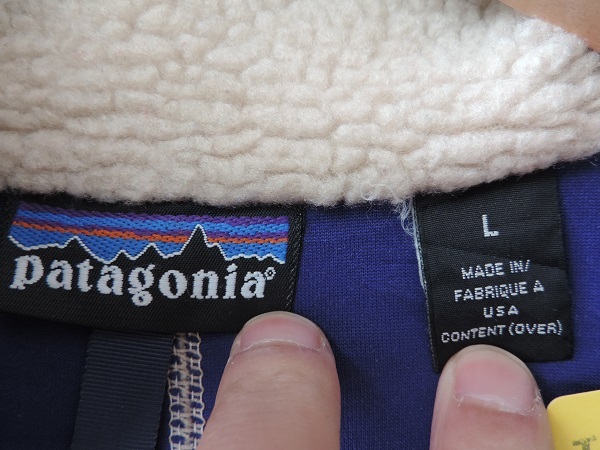 patagonia®
L
MADE IN/
FABRIQUE A
USA
CONTENT (OVER)